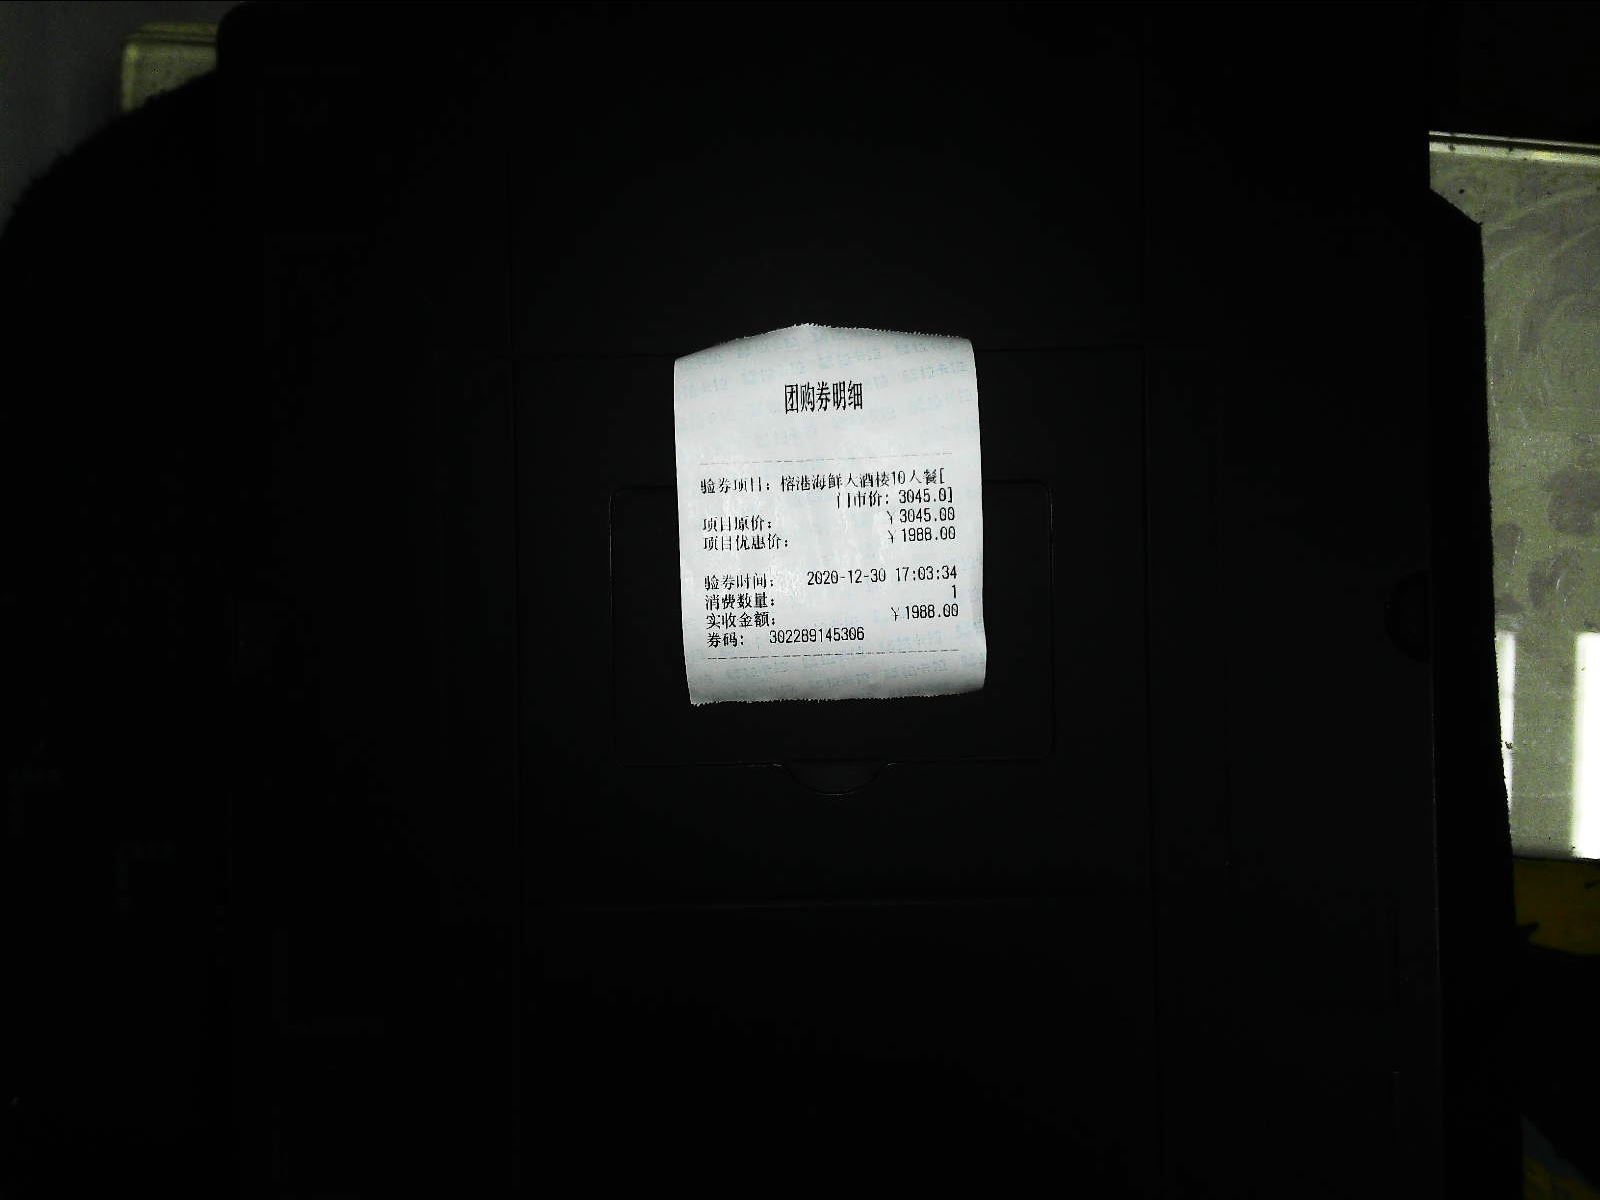 团购券明细
验券项目：榕港海鲜大酒楼10人餐[
门市价：3045.0]
项目原价：　￥3045.00
项目优惠价：　￥1988.00
验券时间：　2020-12-30 17:03:34
消费数量：　1
实收金额：　￥1988.00
券码：　302289145306